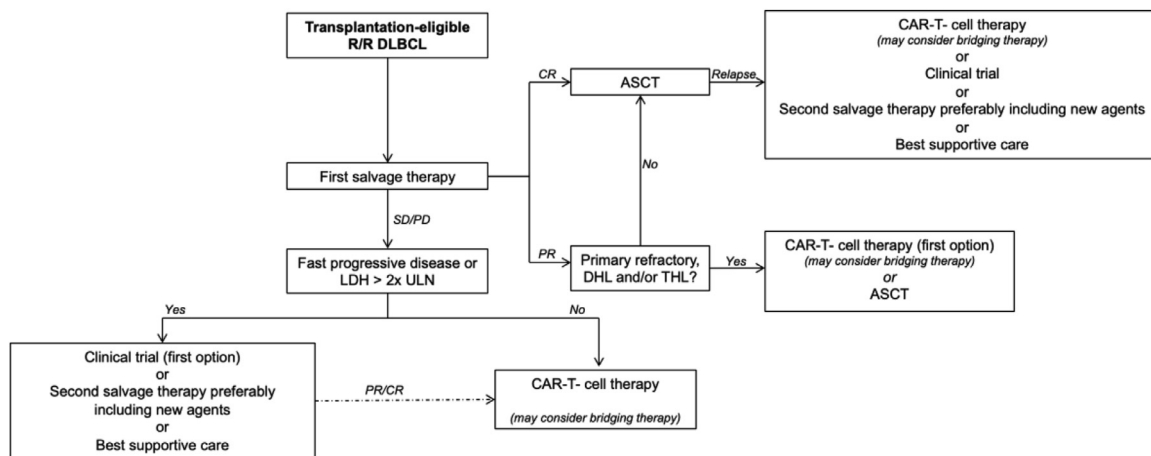 Transplantation-eligible
R/R DLBCL
CAR-T- cell therapy
(may consider bridging therapy)
or
Clinical trial
or
Second salvage therapy preferably including new agents
or
Best supportive care
CR
ASCT
Relapse
No
First salvage therapy
SD/PD
PR
Primary refractory,
DHL and/or THL?
Yes
CAR-T- cell therapy (first option)
(may consider bridging therapy)
or
ASCT
Fast progressive disease or
LDH > 2x ULN
Yes
No
Clinical trial (first option)
or
Second salvage therapy preferably
including new agents
or
Best supportive care
PR/CR
CAR-T- cell therapy
(may consider bridging therapy)